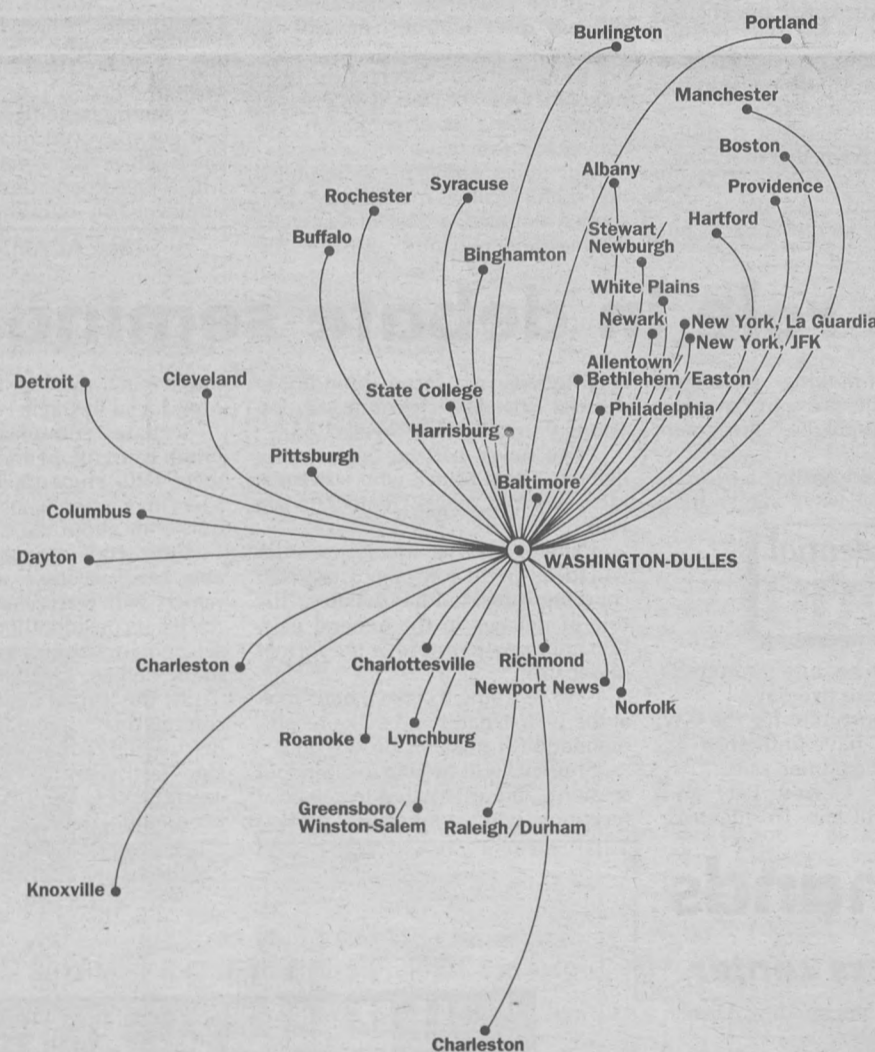 Portland
Burlington
Manchester
Boston
Albany
Providence
Syracuse
Rochester
Hartford
Stewart/
Newburgh
Buffalo
Binghamton
White Plains
Newark
New York, La Guardia
New York, JFK
Allentown/
Bethlehem/Easton
Detroit
Cleveland
State College
Philadelphia
Harrisburg
Pittsburgh
Baltimore
Columbus
Dayton
WASHINGTON-DULLES
Charleston
Charlottesville
Richmond
Newport News
Norfolk
Roanoke
Lynchburg
Greensboro/
Winston-Salem
Raleigh/Durham
Knoxville
Charleston